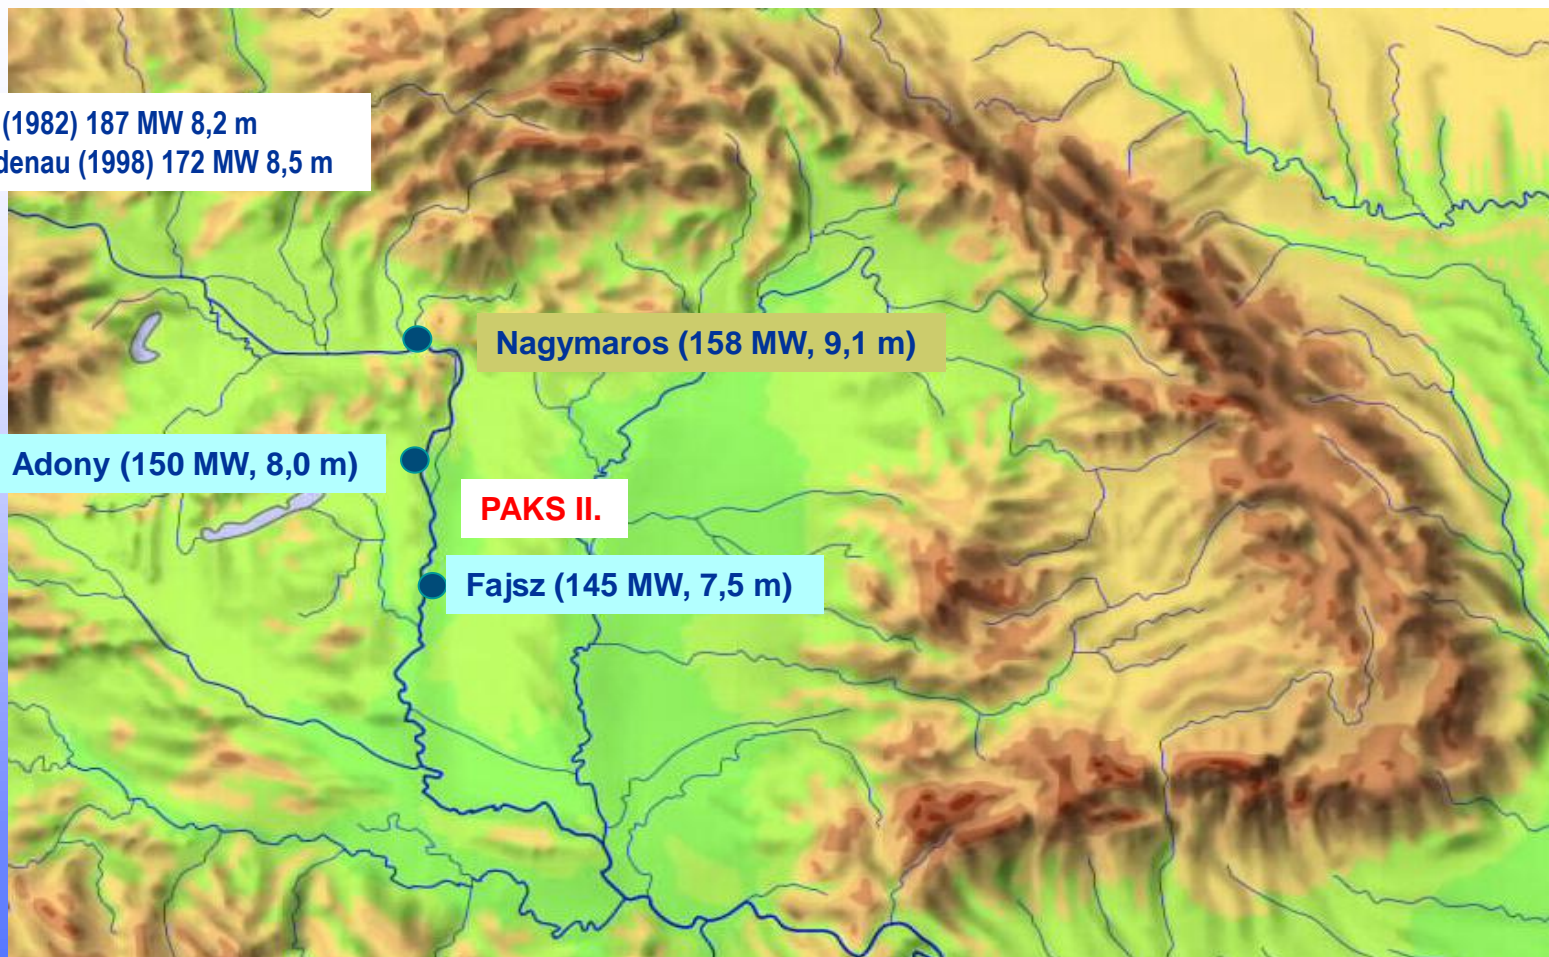 (1982) 187 MW 8,2 m
denau (1998) 172 MW 8,5 m
Nagymaros (158 MW, 9,1 m)
Adony (150 MW, 8,0 m)
PAKS II.
Fajsz (145 MW, 7,5 m)